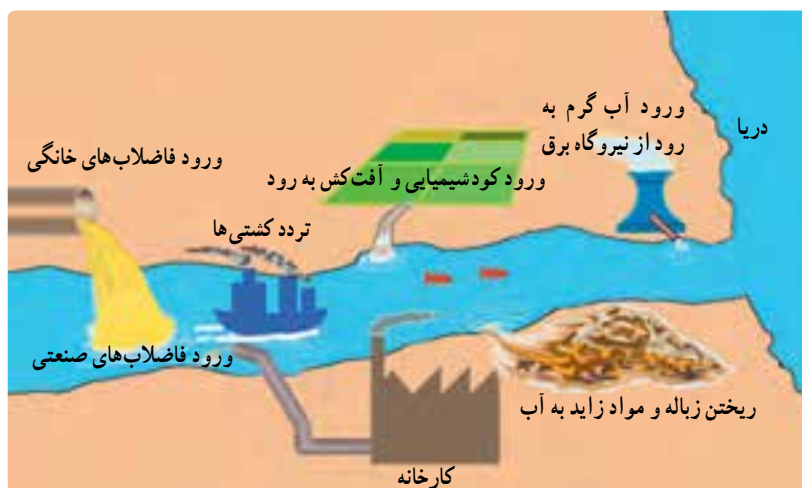 ورود آب گرم به
رود از نیروگاه برق
دریا
ورود فاضلاب‌های خانگی
ورود کودشیمیایی و آفت‌کش به رود
تردد کشتی‌ها
ورود فاضلاب‌های صنعتی
ریختن زباله و مواد زاید به آب
کارخانه